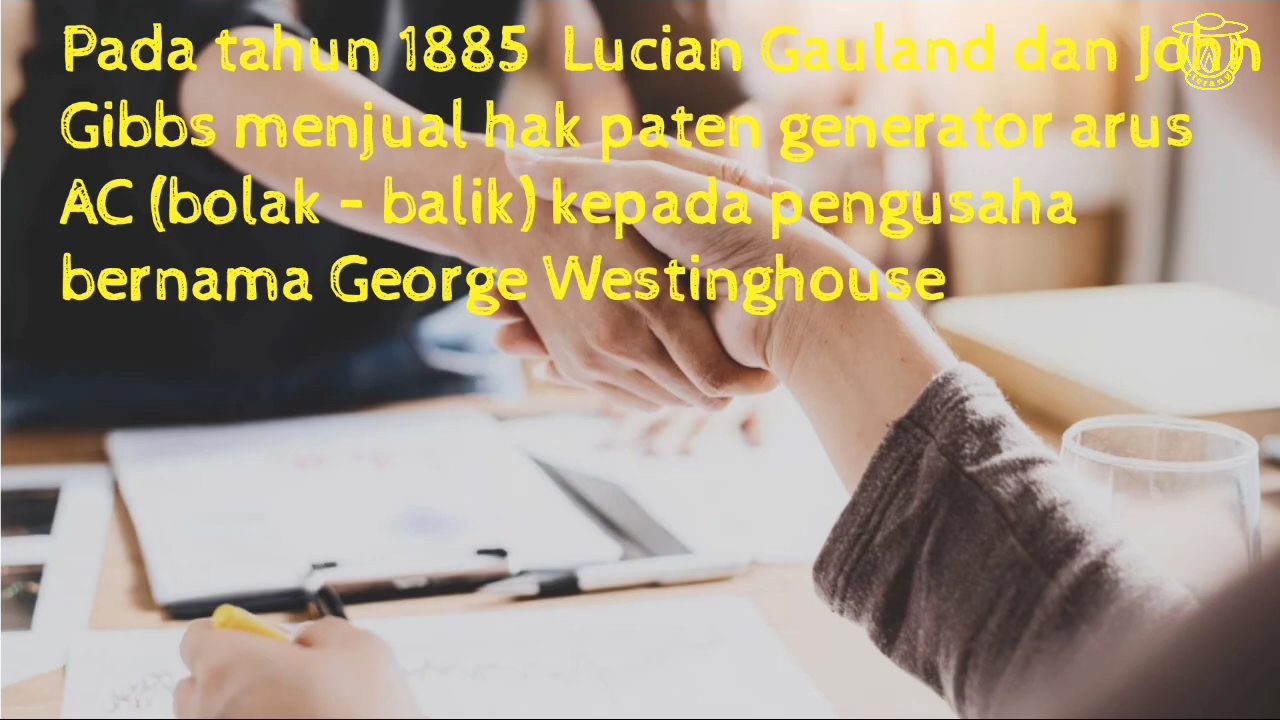 Pada tahun 1885 Lucian Gauland dan John
Gibbs menjual hak paten generator arus
AC (bolak - balik) kepada pengusaha
bernama George Westinghouse